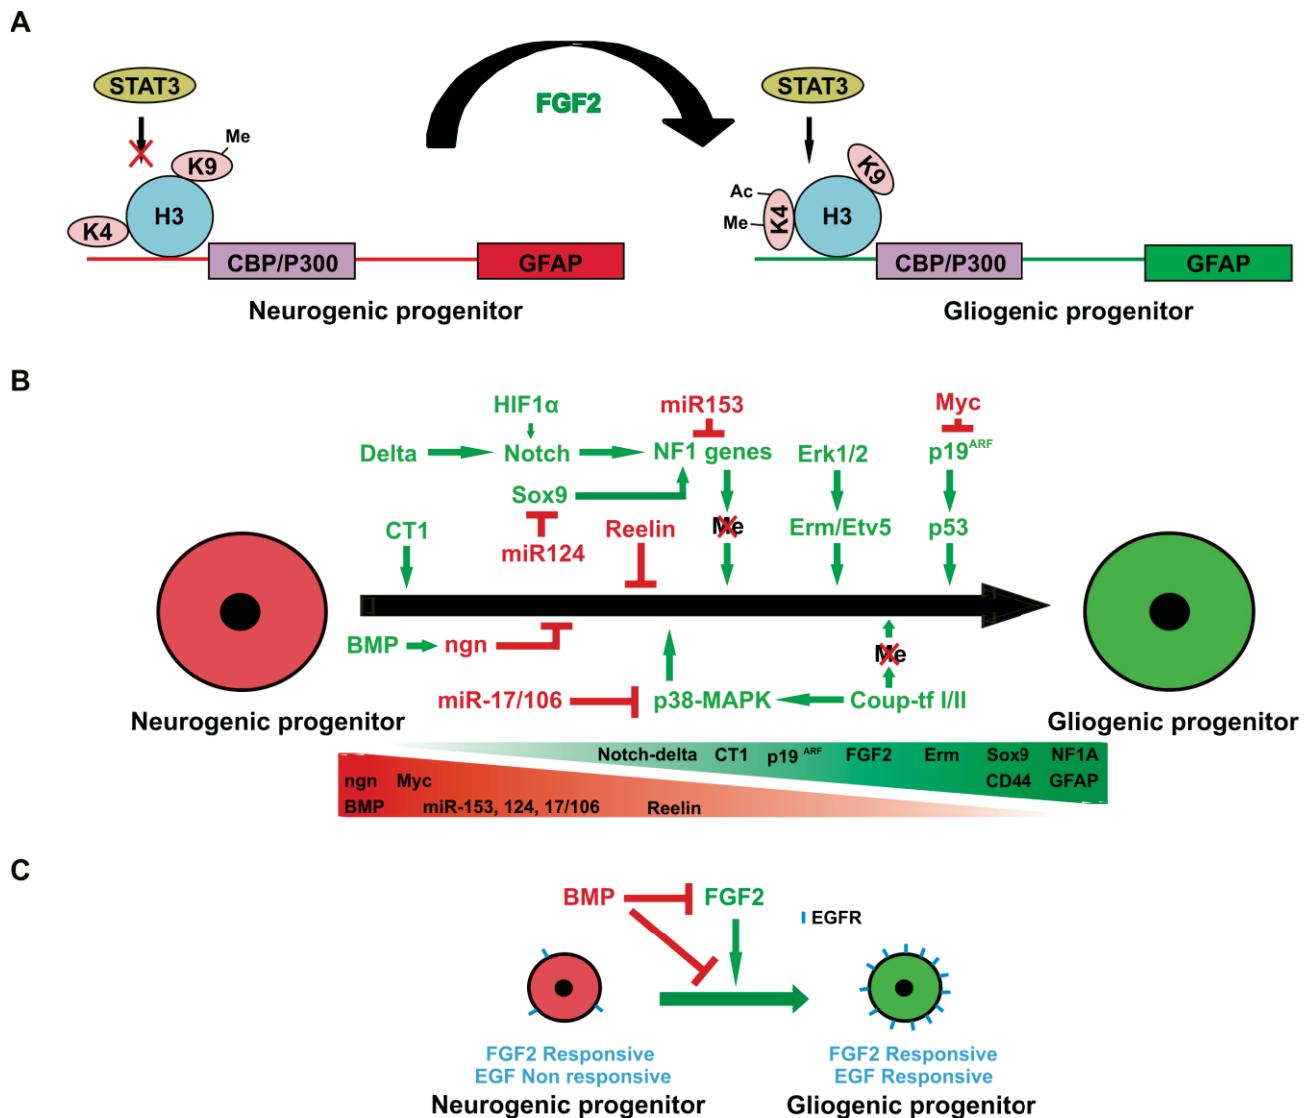 A
STAT3
FGF2
STAT3
Me
K9
K9
Ac
K4
H3
Me
K4
H3
CBP/P300
GFAP
CBP/P300
GFAP
Neurogenic progenitor
Gliogenic progenitor
B
HIF1α
miR153
Myc
Delta
Notch
NF1 genes
Erk1/2
p19ARF
Sox9
CT1
Reelin
Me
Erm/Etv5
p53
miR124
BMP
ngn
Me
miR-17/106
p38-MAPK
Coup-tf I/II
Neurogenic progenitor
Gliogenic progenitor
Notch-delta CT1 p19 ARF FGF2 Erm Sox9 NF1A
ngn Myc
CD44 GFAP
BMP miR-153, 124, 17/106 Reelin
C
BMP
FGF2
EGFR
FGF2 Responsive
EGF Non responsive
Neurogenic progenitor
FGF2 Responsive
EGF Responsive
Gliogenic progenitor